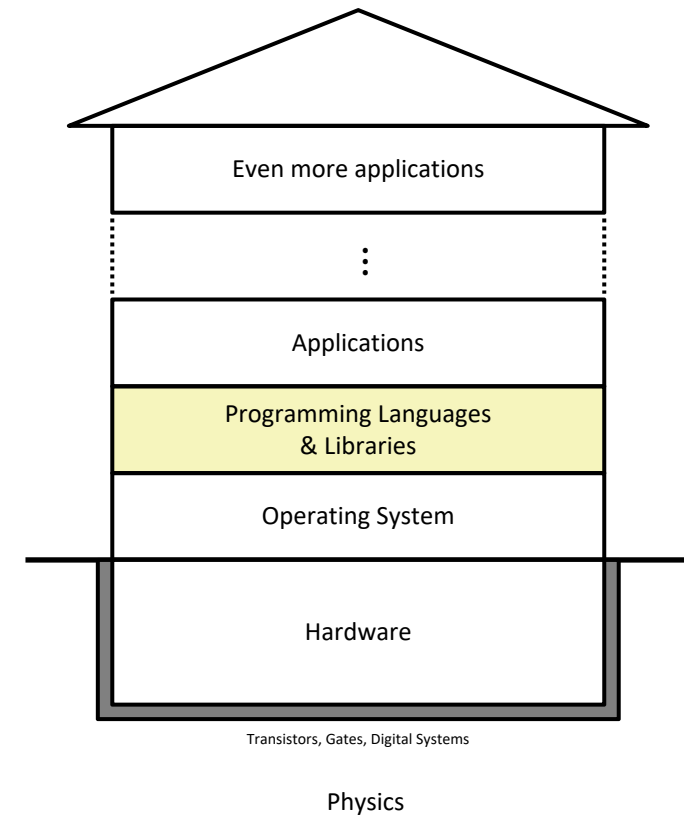 Even more applications
⋮
Applications
Programming Languages
& Libraries
Operating System
Hardware
Transistors, Gates, Digital Systems
Physics